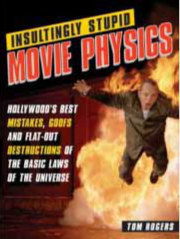 INSULTINGLY STUPID
MOVIE PHYSICS
HOLLYWOOD'S BEST
MISTAKES, GOOFS
AND FLAT-OUT
DESTRUCTIONS OF
THE BASIC LAWS
OF THE UNIVERSE
TOM ROGERS